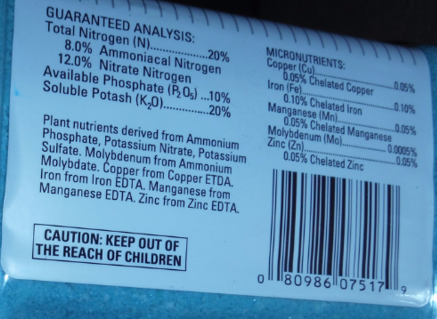 GUARANTEED ANALYSIS:
Total Nitrogen (N)..............20%
8.0% Ammoniacal Nitrogen
12.0% Nitrate Nitrogen
Available Phosphate (P₂O₅) ...10%
Soluble Potash (K₂O)..............20%
Plant nutrients derived from Ammonium
Phosphate, Potassium Nitrate, Potassium
Sulfate. Molybdenum from Ammonium
Molybdate. Copper from Copper ETDA.
Iron from Iron EDTA. Manganese from
Manganese EDTA. Zinc from Zinc EDTA.
CAUTION: KEEP OUT OF
THE REACH OF CHILDREN
MICRONUTRIENTS:
Copper (Cu)......................0.05%
0.05% Chelated Copper
Iron (Fe)..........................0.10%
0.10% Chelated Iron
Manganese (Mn)................0.05%
0.05% Chelated Manganese
Molybdenum (Mo)............0.0005%
Zinc (Zn)..........................0.05%
0.05% Chelated Zinc
0 80986 07517 9